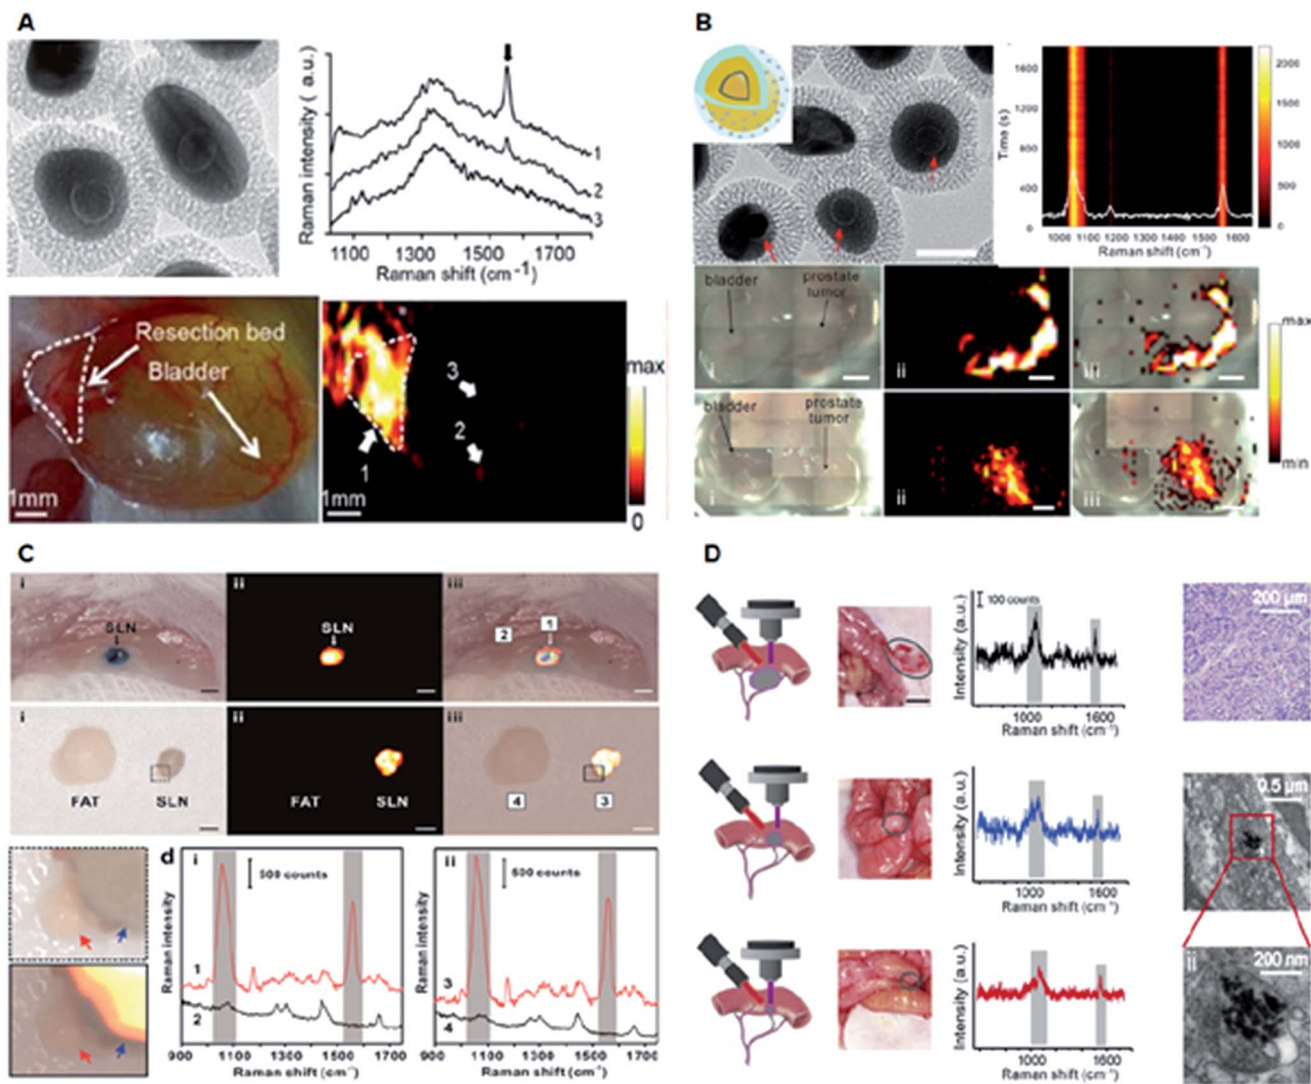 A
Raman intensity ( a.u.)
1
2
3
1100
1300
1500
1700
Raman shift (cm-1)
Resection bed
Bladder
1mm
3
2
1
1mm
max
0
B
Time (s)
1600
1200
800
400
0
1000
1100
1200
1500
1600
Raman shift (cm-1)
2000
1500
1000
500
0
bladder
prostate
tumor
i
ii
iii
bladder
prostate
tumor
i
ii
iii
max
min
C
i
SLN
ii
SLN
iii
2
1
i
FAT
SLN
ii
FAT
SLN
iii
4
3
d
i
500 counts
Raman intensity
1
2
900
1100
1300
1500
1700
Raman shift (cm-1)
ii
500 counts
Raman intensity
3
4
900
1100
1300
1500
1700
Raman shift (cm-1)
D
100 counts
Intensity (a.u.)
1000
1600
Raman shift (cm-1)
200 µm
Intensity (a.u.)
1000
1600
Raman shift (cm-1)
i
0.5 µm
Intensity (a.u.)
1000
1600
Raman shift (cm-1)
ii
200 nm